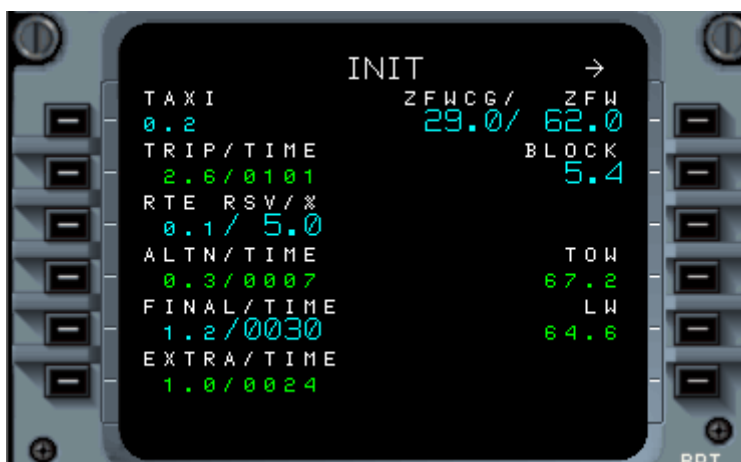 INIT →
TAXI ZFWCG/ ZFW
0.2 29.0/ 62.0
TRIP/TIME BLOCK
2.6/0101 5.4
RTE RSV/%
0.1/ 5.0
ALTN/TIME TOW
0.3/0007 67.2
FINAL/TIME LW
1.2/0030 64.6
EXTRA/TIME
1.0/0024